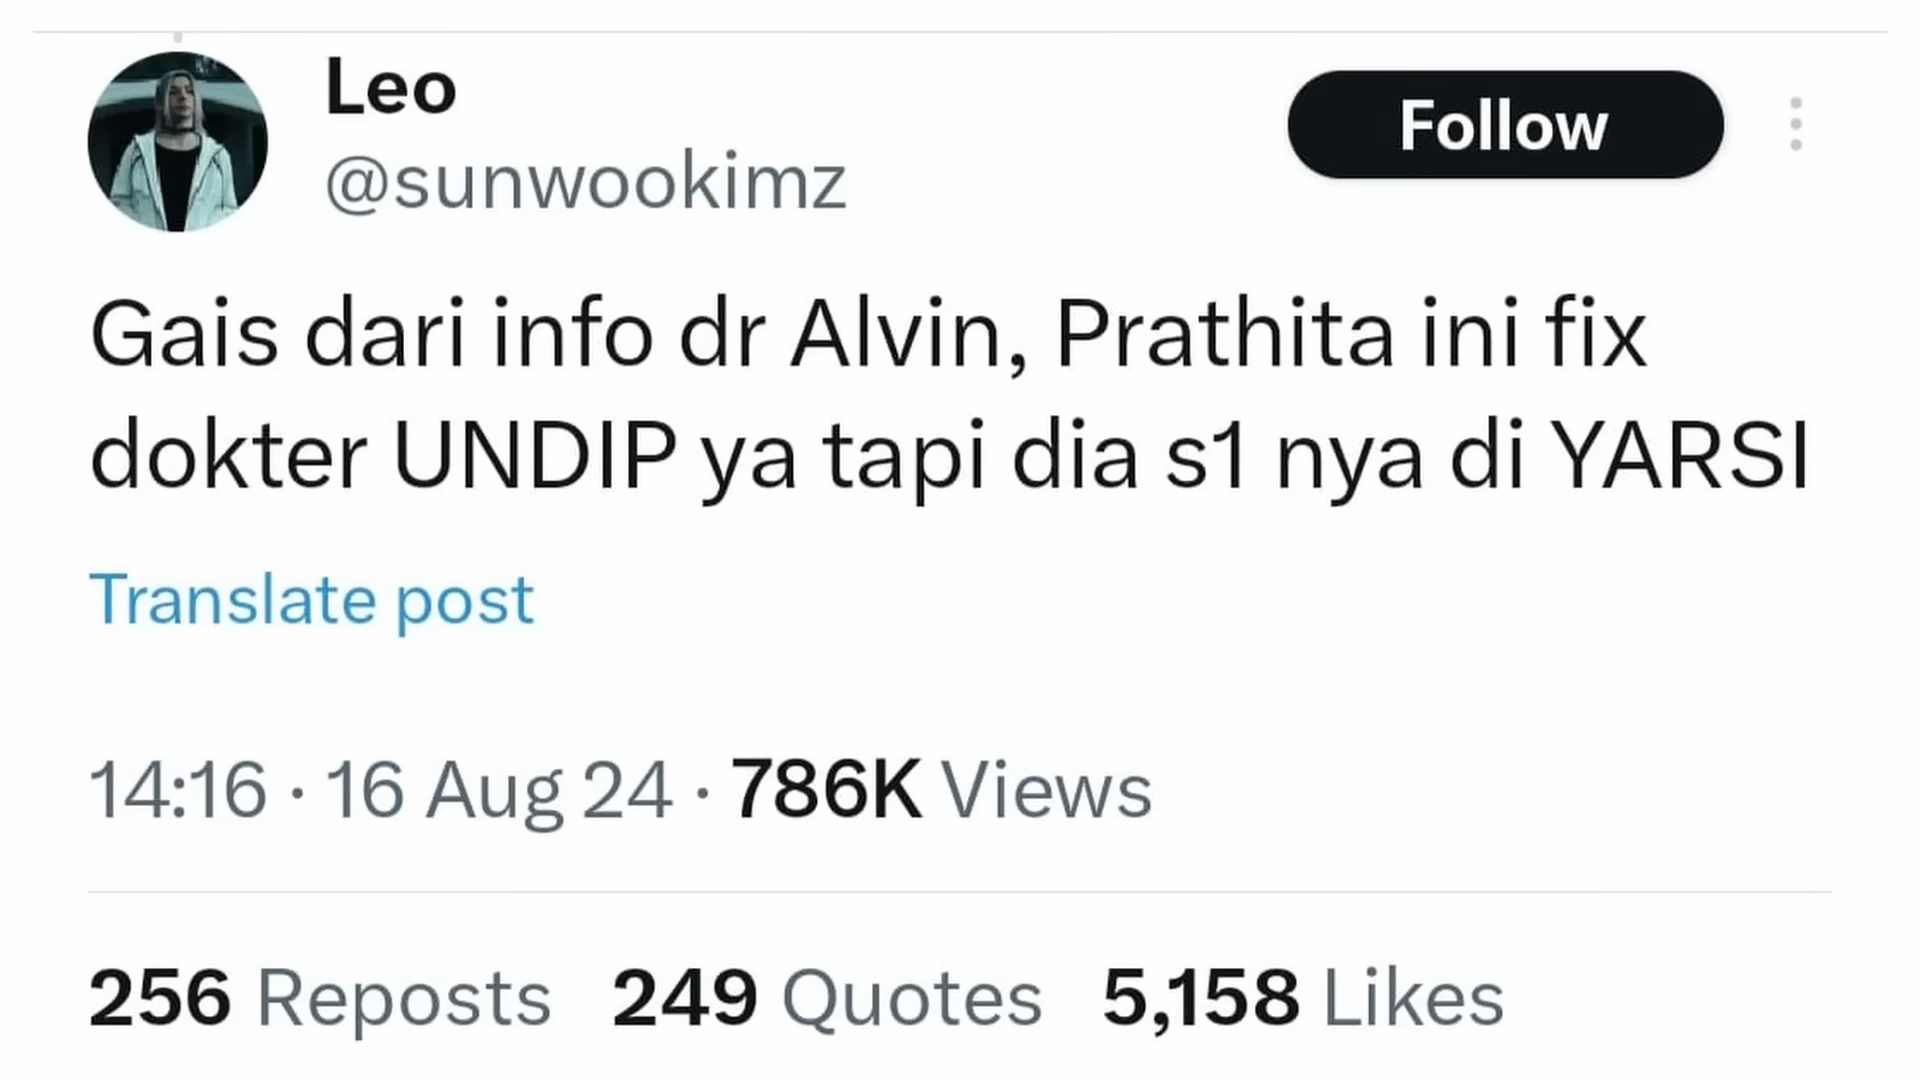 Leo
@sunwookimz
Follow
Gais dari info dr Alvin, Prathita ini fix
dokter UNDIP ya tapi dia s1 nya di YARSI
Translate post
14:16 · 16 Aug 24 · 786K Views
256 Reposts 249 Quotes 5,158 Likes